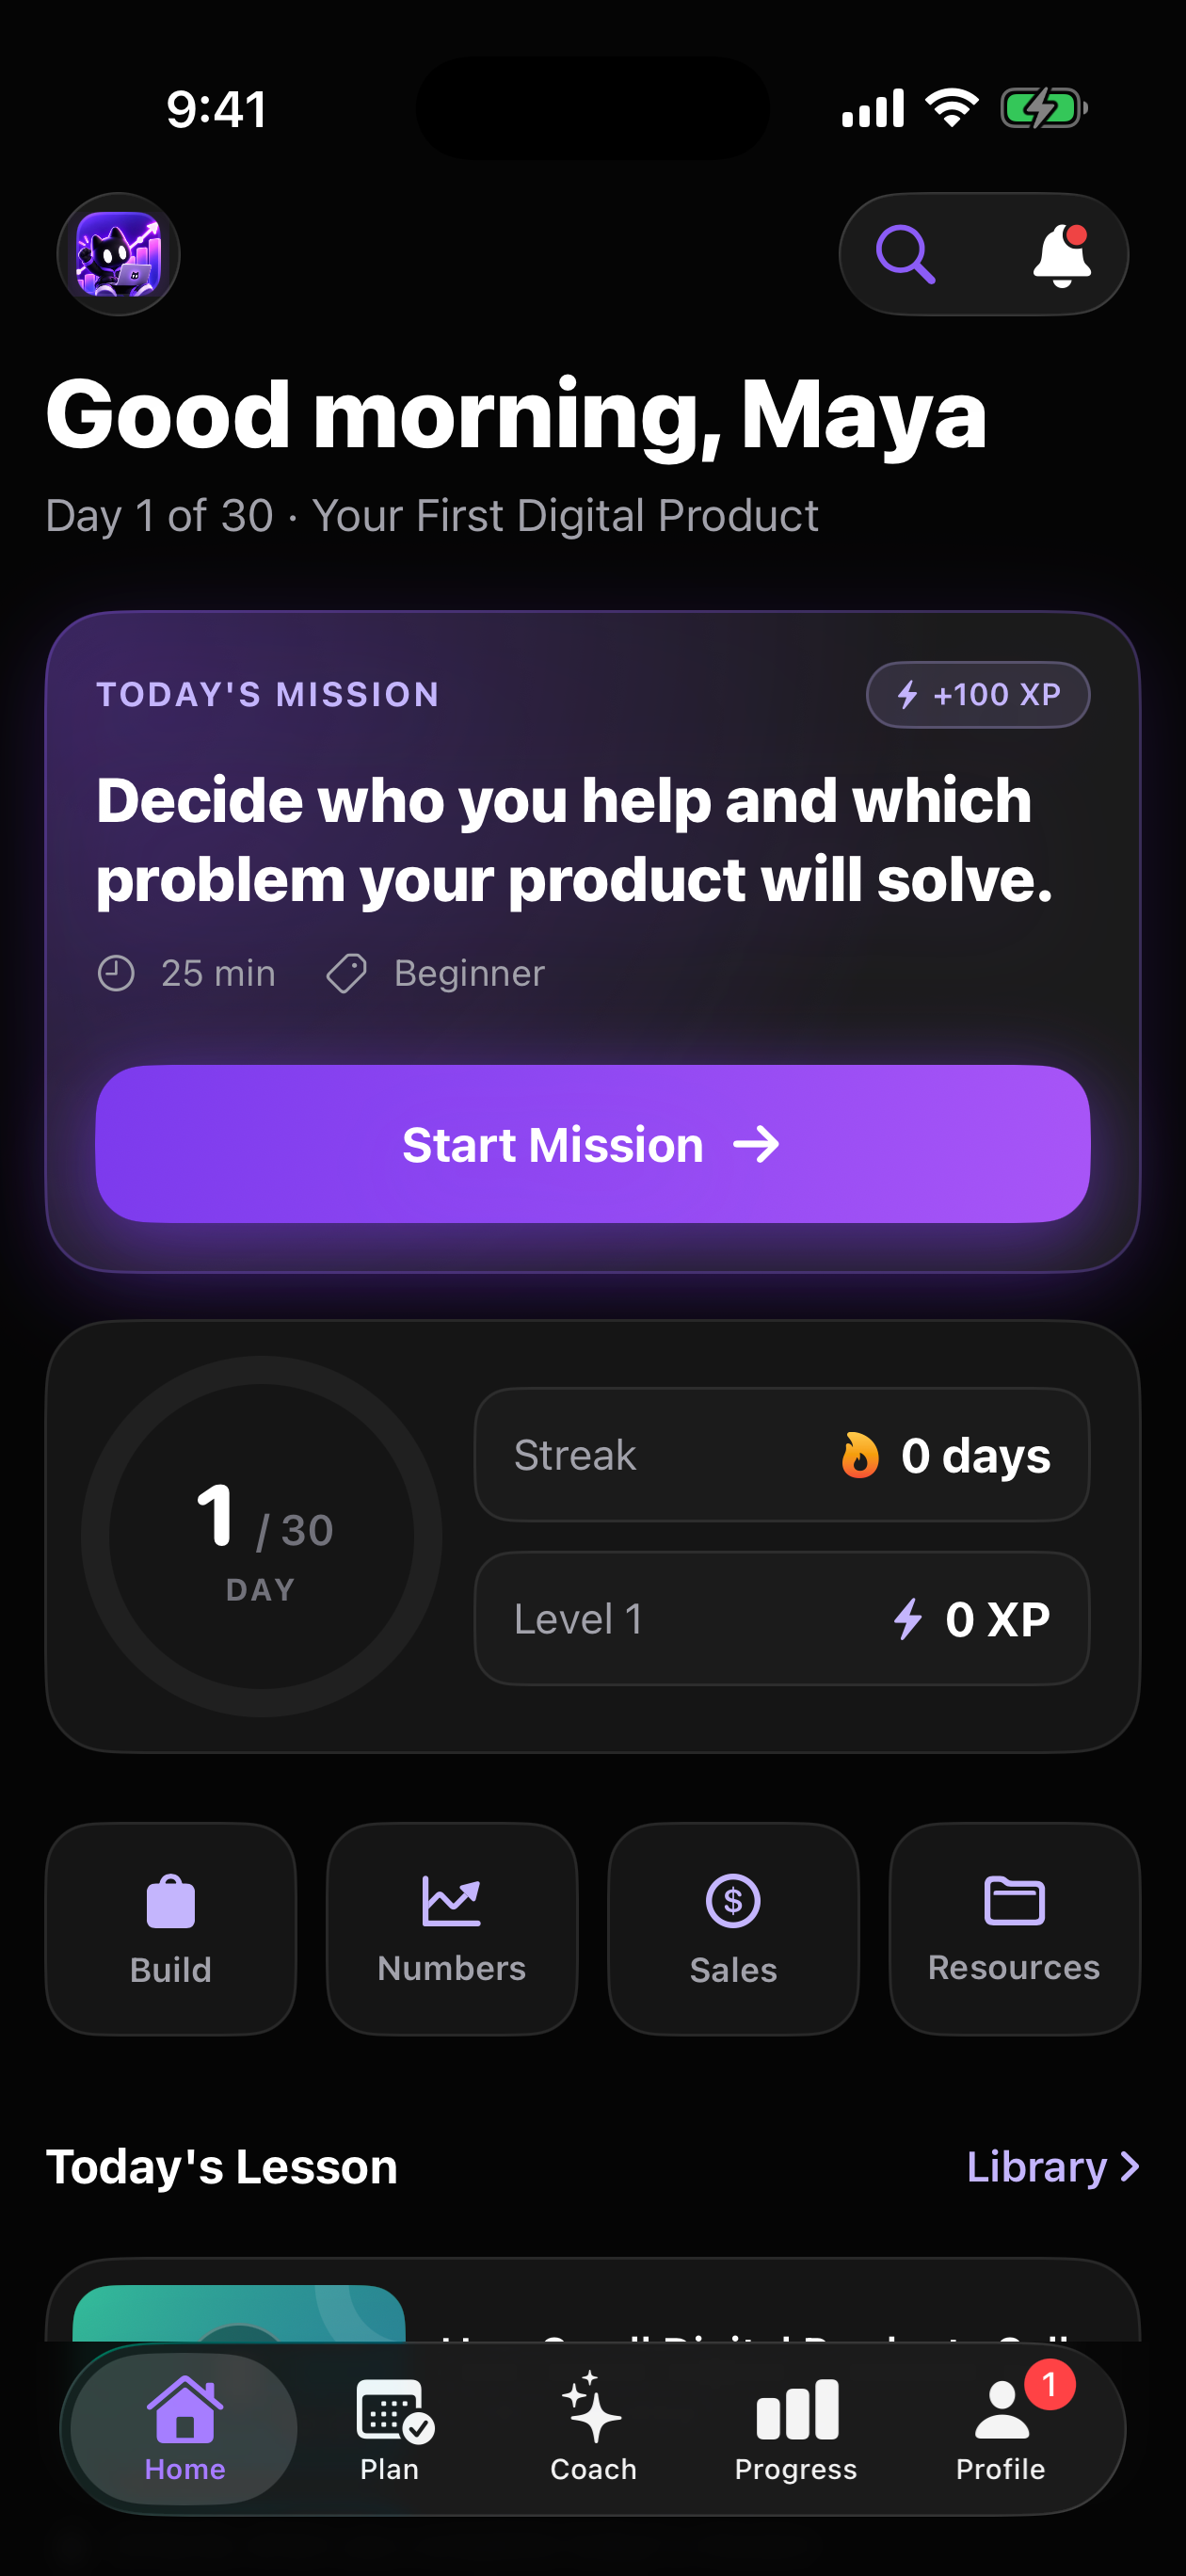 9:41
Good morning, Maya
Day 1 of 30 · Your First Digital Product
TODAY'S MISSION
+100 XP
Decide who you help and which
problem your product will solve.
25 min
Beginner
Start Mission
1 / 30
DAY
Streak
0 days
Level 1
0 XP
Build
Numbers
Sales
Resources
Today's Lesson
Library
Home
Plan
Coach
Progress
1
Profile